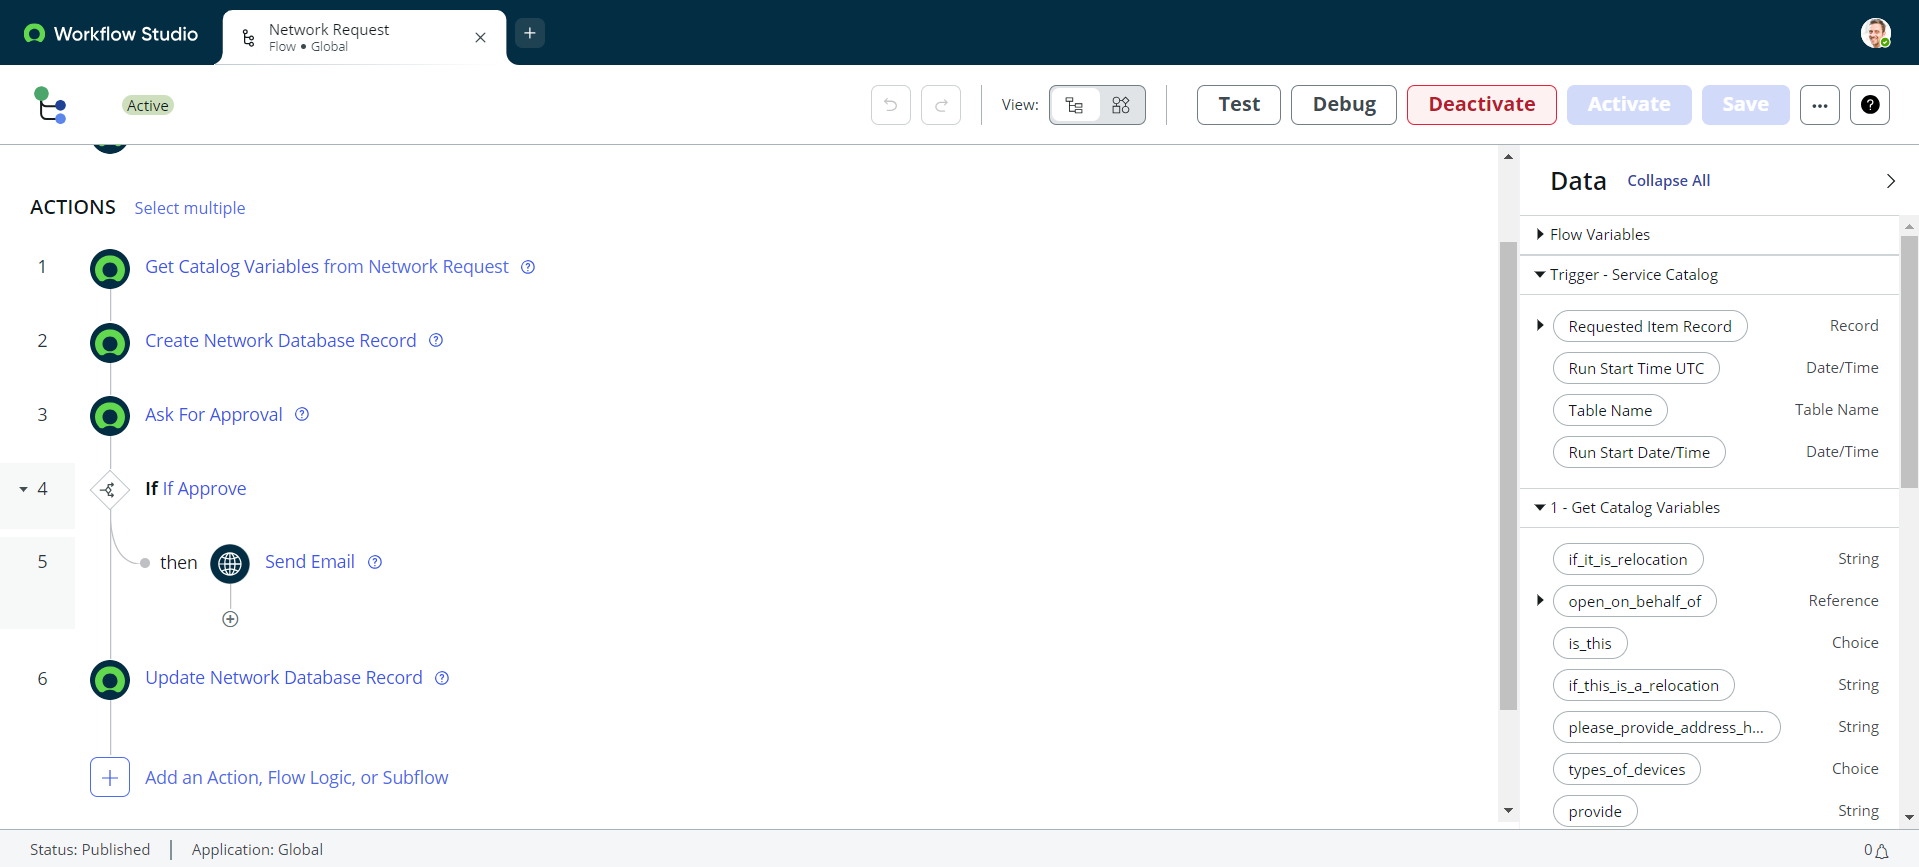 Workflow Studio
Network Request
Flow • Global
Active
View:
Test
Debug
Deactivate
Activate
Save
ACTIONS Select multiple
1 Get Catalog Variables from Network Request
2 Create Network Database Record
3 Ask For Approval
4 If If Approve
5 then Send Email
6 Update Network Database Record
Add an Action, Flow Logic, or Subflow
Data Collapse All
Flow Variables
Trigger - Service Catalog
Requested Item Record Record
Run Start Time UTC Date/Time
Table Name Table Name
Run Start Date/Time Date/Time
1 - Get Catalog Variables
if_it_is_relocation String
open_on_behalf_of Reference
is_this Choice
if_this_is_a_relocation String
please_provide_address_h... String
types_of_devices Choice
provide String
Status: Published | Application: Global
0